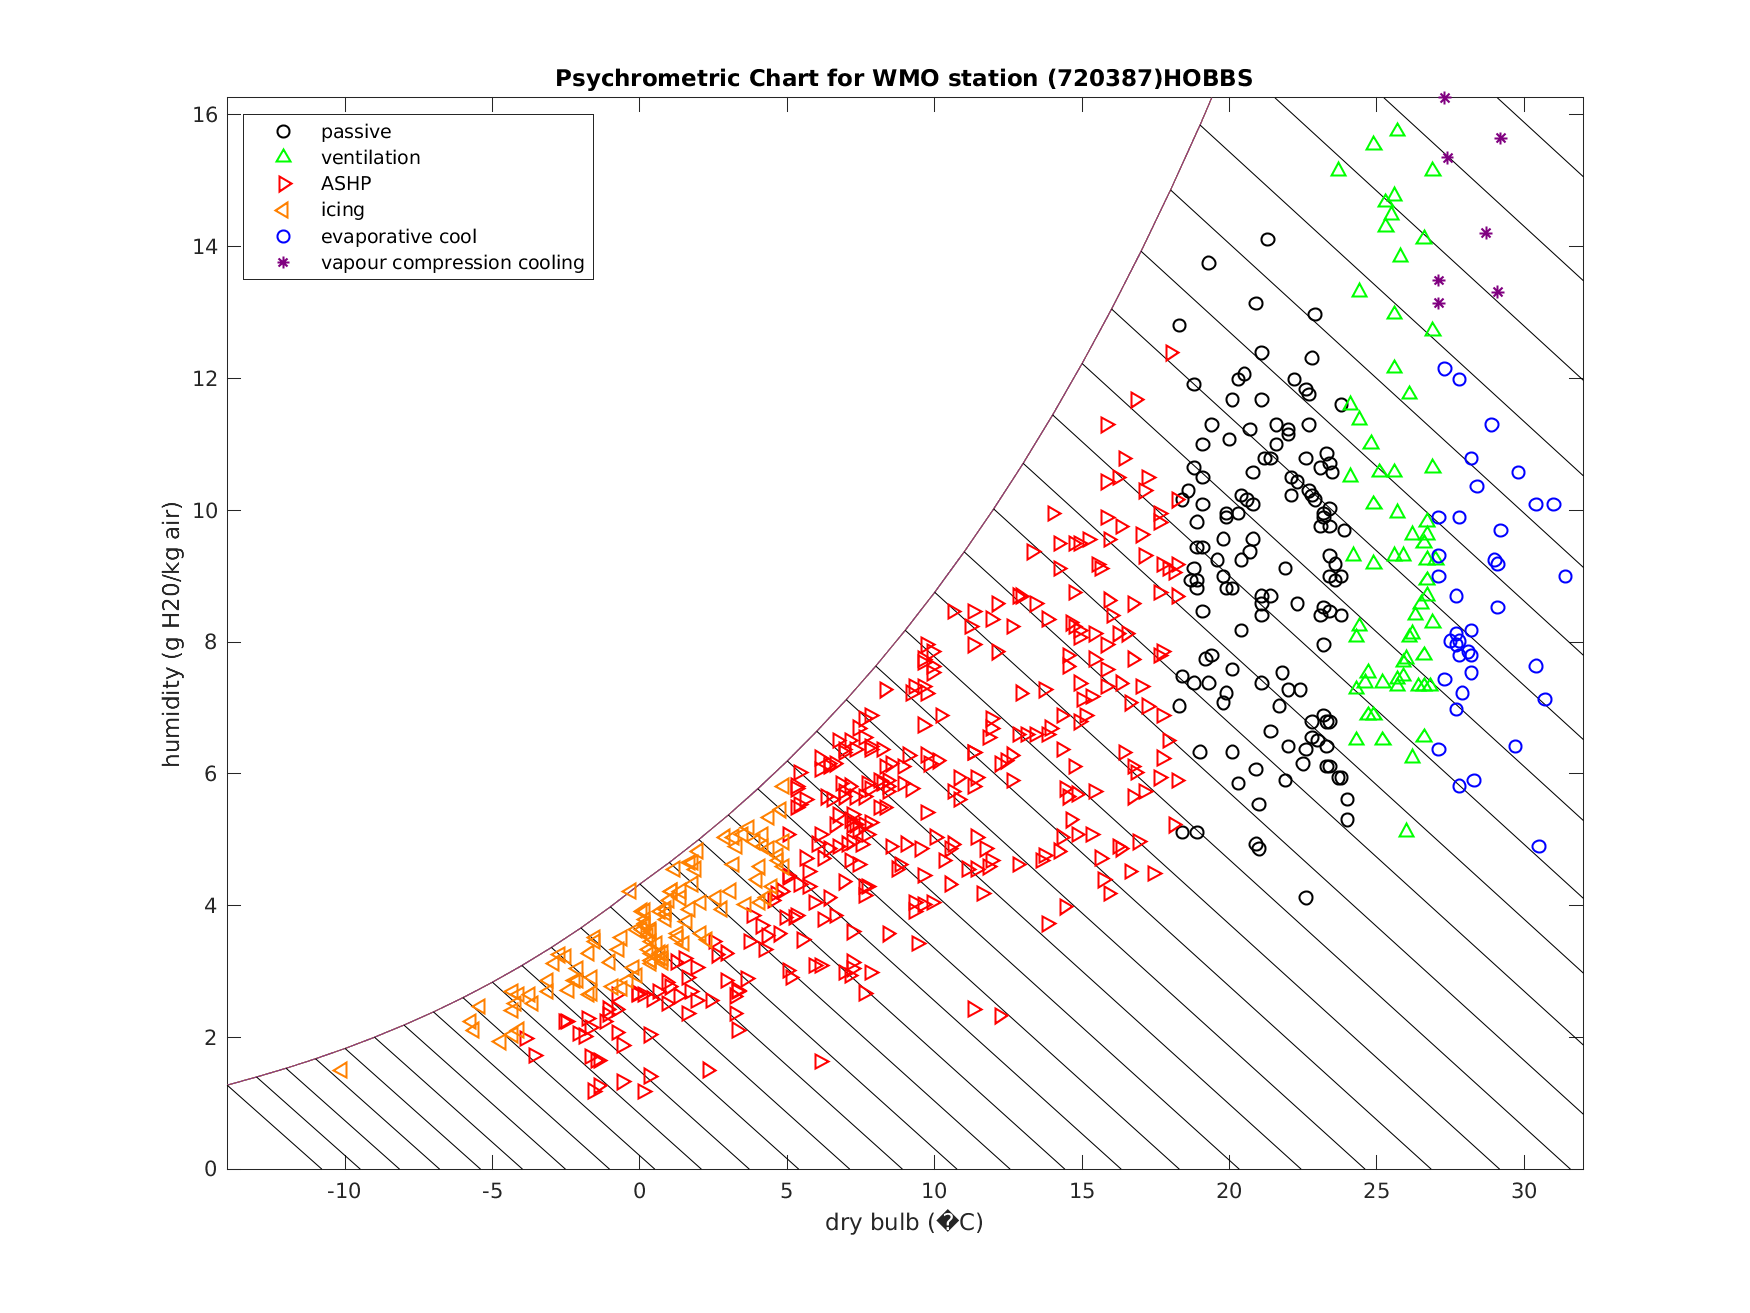 Psychrometric Chart for WMO station (720387)HOBBS
passive
ventilation
ASHP
icing
evaporative cool
vapour compression cooling
humidity (g H20/kg air)
16
14
12
10
8
6
4
2
0
-10 -5 0 5 10 15 20 25 30
dry bulb (�C)